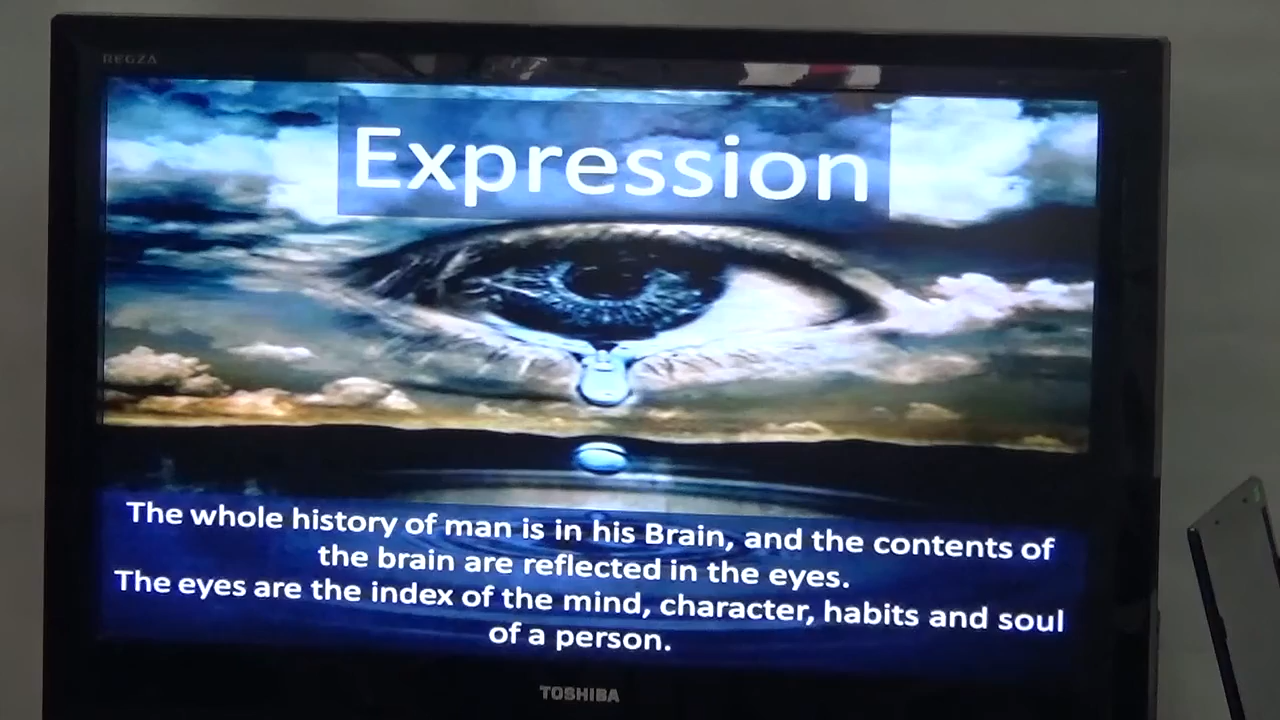 REGZA
Expression
The whole history of man is in his Brain, and the contents of
the brain are reflected in the eyes.
The eyes are the index of the mind, character, habits and soul
of a person.
TOSHIBA